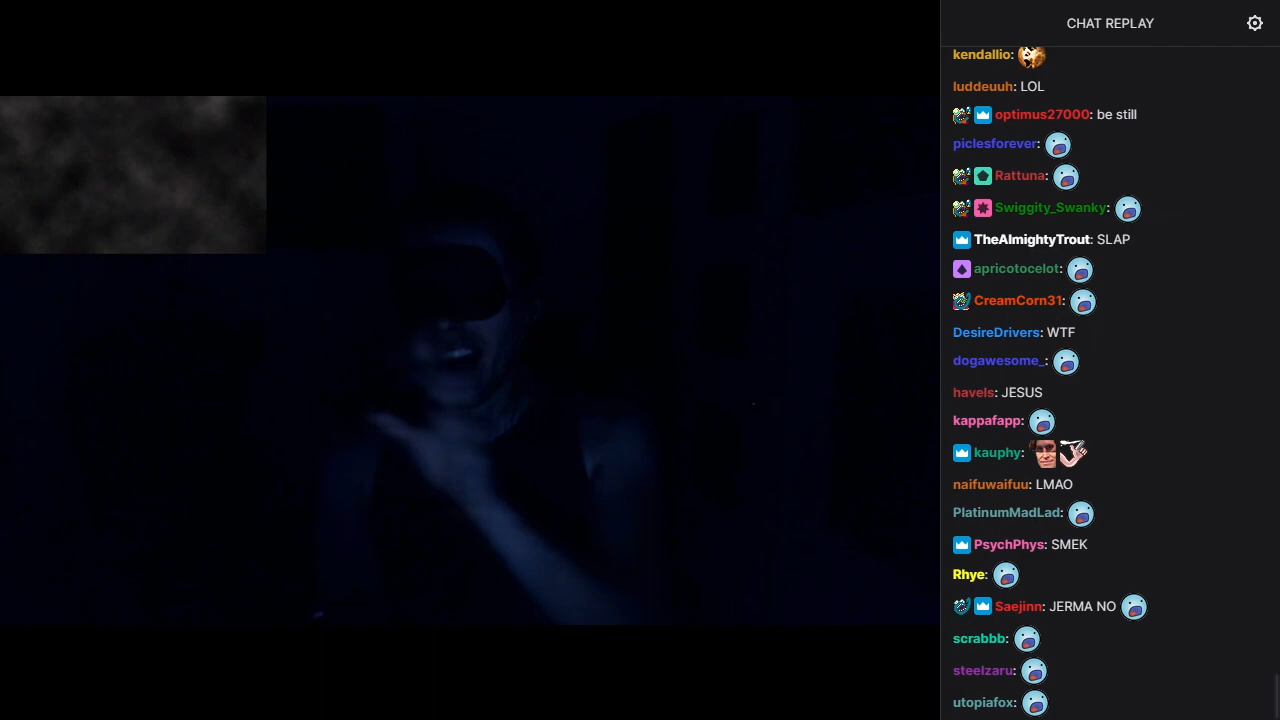 CHAT REPLAY
kendallio:
luddeuuh: LOL
optimus27000: be still
piclesforever:
Rattuna:
Swiggity_Swanky:
TheAlmightyTrout: SLAP
apricotocelot:
CreamCorn31:
DesireDrivers: WTF
dogawesome_:
havels: JESUS
kappafapp:
kauphy:
naifuwaifuu: LMAO
PlatinumMadLad:
PsychPhys: SMEK
Rhye:
Saejinn: JERMA NO
scrabbb:
steelzaru:
utopiafox: